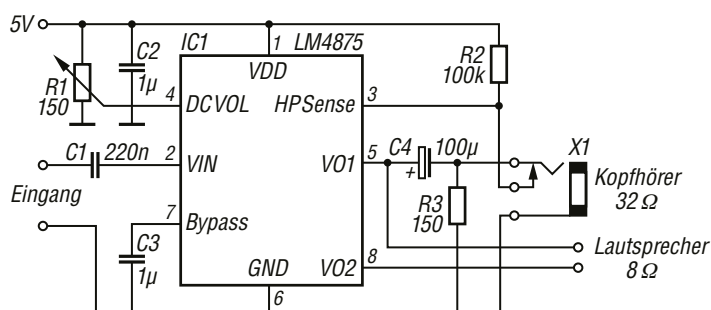 5V
IC1
LM4875
C2
1µ
1
VDD
R2
100k
R1
150
4
DCVOL
HPSense
3
C1
220n
2
VIN
VO1
5
C4
100µ
+
X1
Eingang
Kopfhörer
32 Ω
7
Bypass
R3
150
C3
1µ
GND
VO2
8
Lautsprecher
8 Ω
6